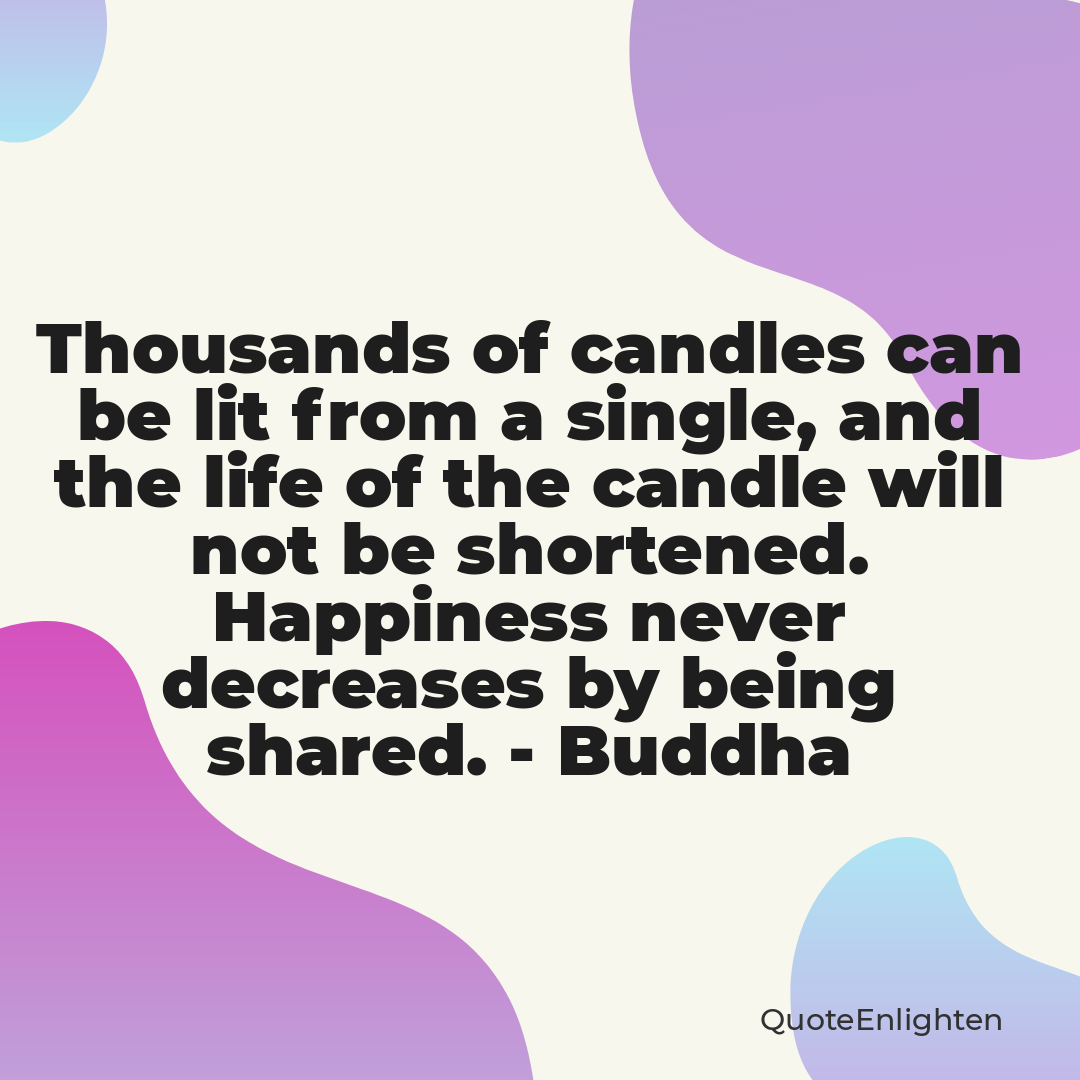 Thousands of candles can
be lit from a single, and
the life of the candle will
not be shortened.
Happiness never
decreases by being
shared. - Buddha
QuoteEnlighten